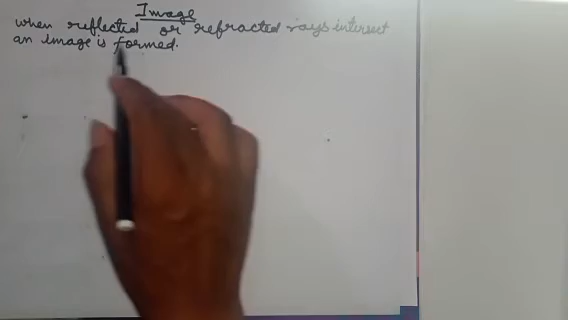 Image
when reflected or refracted rays intersect
an image is formed.